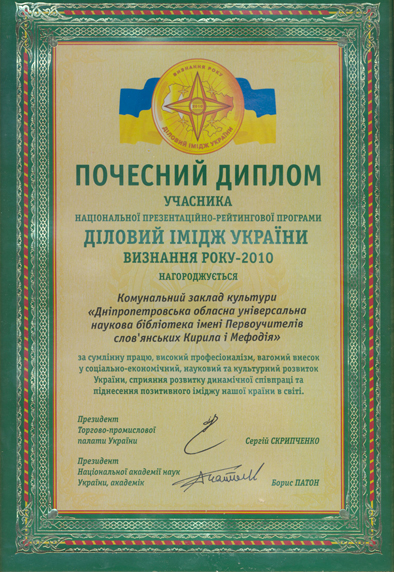 ВИЗНАННЯ РОКУ
ДІЛОВИЙ ІМІДЖ УКРАЇНИ
ПОЧЕСНИЙ ДИПЛОМ
УЧАСНИКА
НАЦІОНАЛЬНОЇ ПРЕЗЕНТАЦІЙНО-РЕЙТИНГОВОЇ ПРОГРАМИ
ДІЛОВИЙ ІМІДЖ УКРАЇНИ
ВИЗНАННЯ РОКУ-2010
НАГОРОДЖУЄТЬСЯ
Комунальний заклад культури
«Дніпропетровська обласна універсальна
наукова бібліотека імені Первоучителів
слов'янських Кирила і Мефодія»
за сумлінну працю, високий професіоналізм, вагомий внесок
у соціально-економічний, науковий та культурний розвиток
України, сприяння розвитку динамічної співпраці та
піднесення позитивного іміджу нашої країни в світі.
Президент
Торгово-промислової
палати України
Сергій СКРИПЧЕНКО
Президент
Національної академії наук
України, академік
Борис ПАТОН